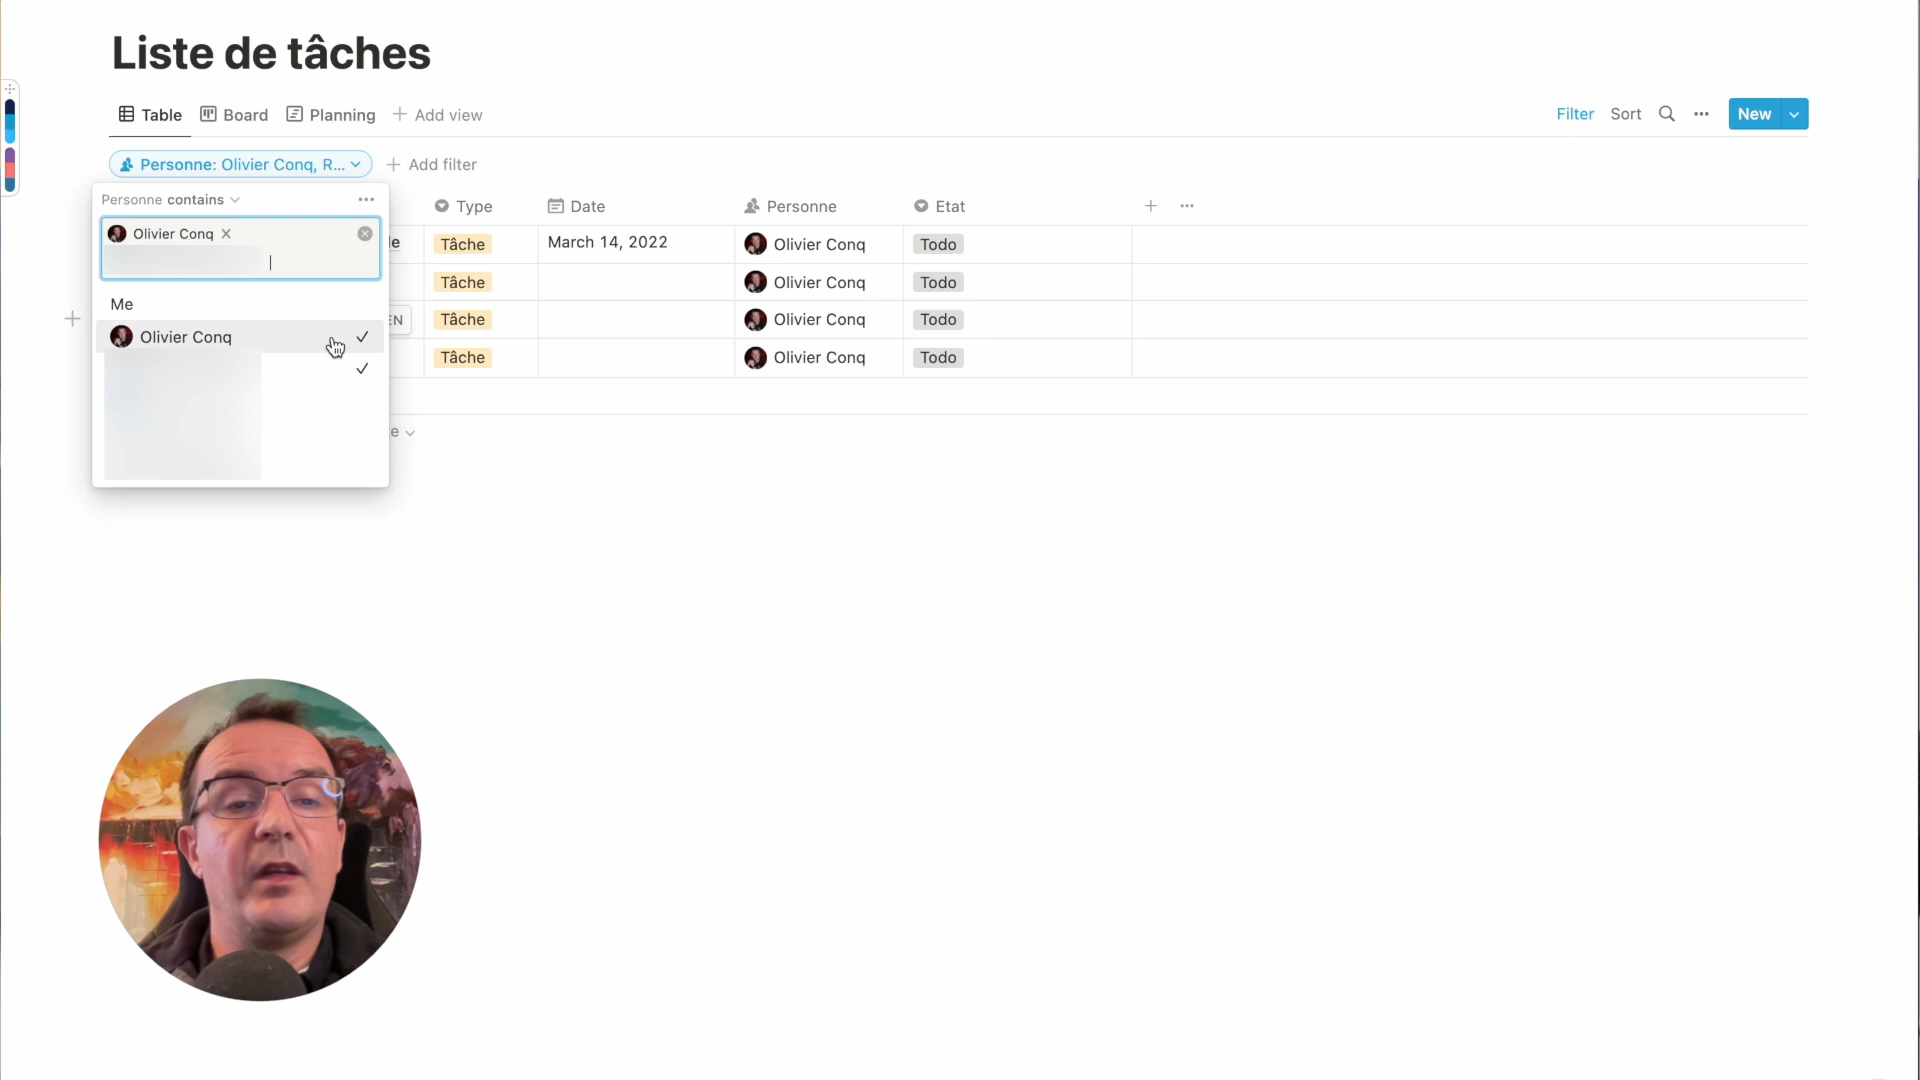 Liste de tâches
Table Board Planning Add view
Filter Sort New
Personne: Olivier Conq, R... Add filter
Personne contains
Olivier Conq
Me
Olivier Conq
Type Date Personne Etat
le Tâche March 14, 2022 Olivier Conq Todo
Tâche Olivier Conq Todo
EN Tâche Olivier Conq Todo
Tâche Olivier Conq Todo
e